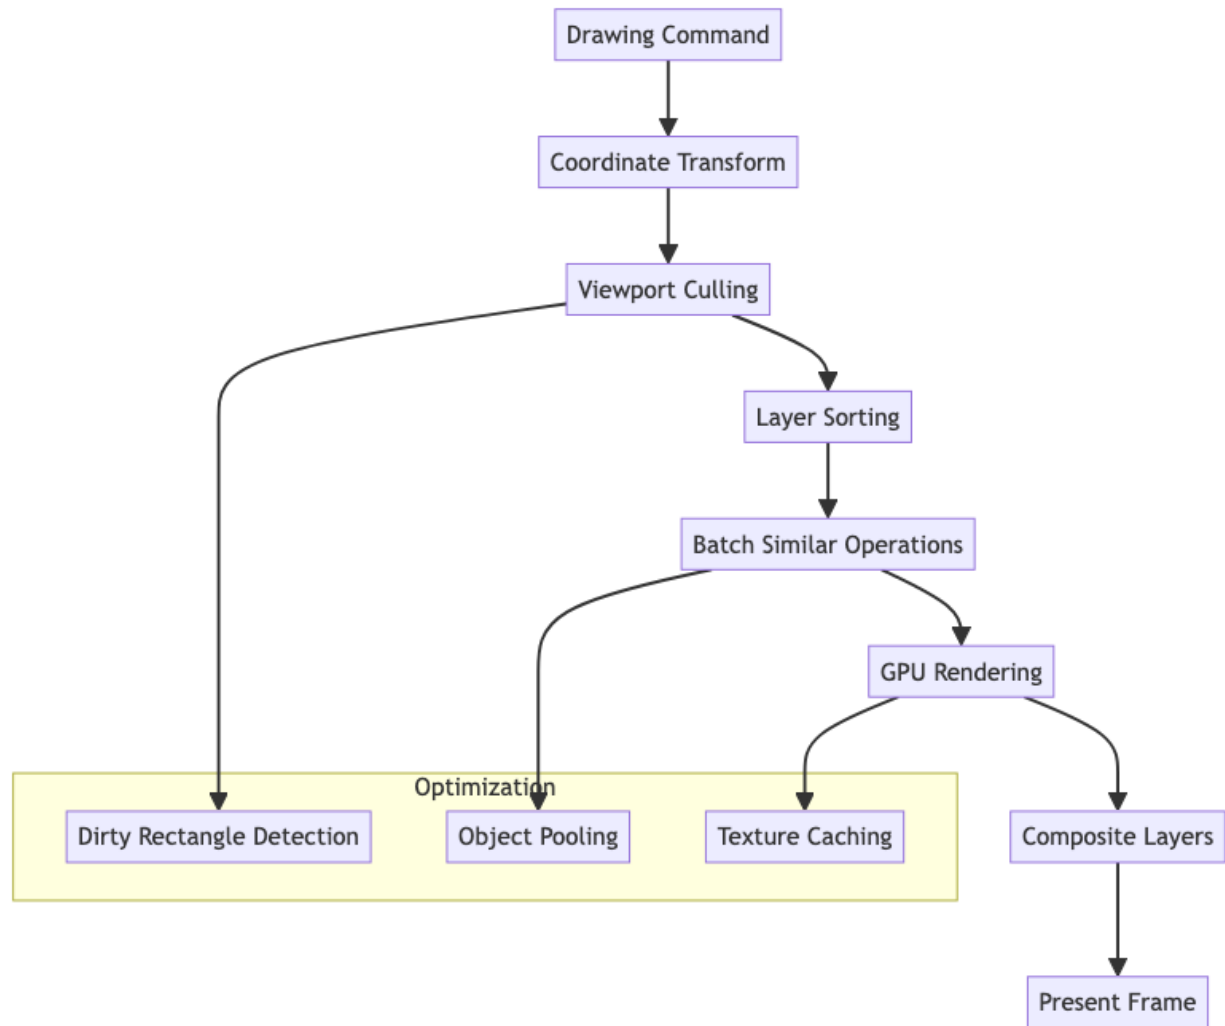 Drawing Command
Coordinate Transform
Viewport Culling
Layer Sorting
Batch Similar Operations
GPU Rendering
Optimization
Dirty Rectangle Detection
Object Pooling
Texture Caching
Composite Layers
Present Frame